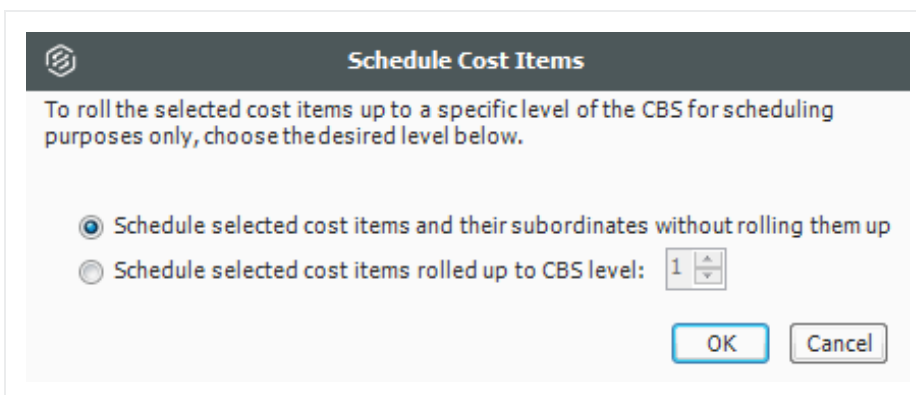 Schedule Cost Items
To roll the selected cost items up to a specific level of the CBS for scheduling
purposes only, choose the desired level below.
Schedule selected cost items and their subordinates without rolling them up
Schedule selected cost items rolled up to CBS level: 1
OK Cancel